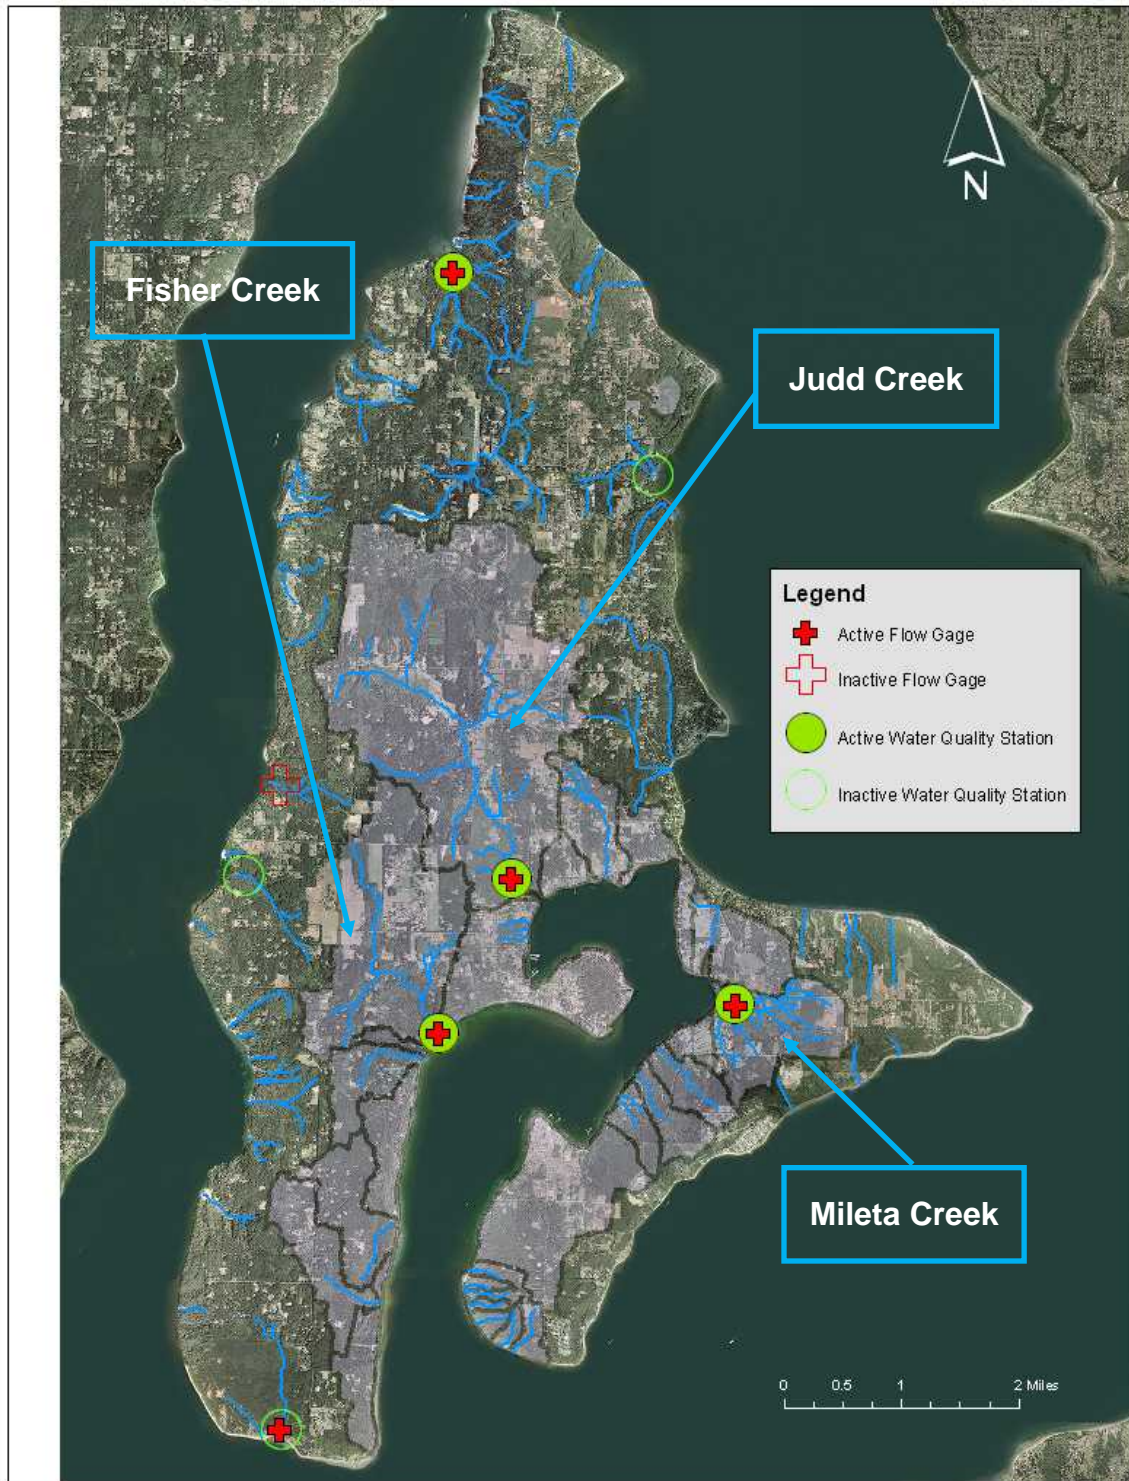 N
Fisher Creek
Judd Creek
Legend
Active Flow Gage
Inactive Flow Gage
Active Water Quality Station
Inactive Water Quality Station
Mileta Creek
0 0.5 1 2 Miles